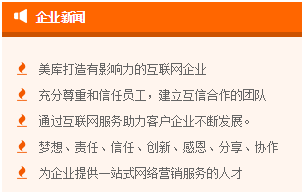 企业新闻
美库打造有影响力的互联网企业
充分尊重和信任员工，建立互信合作的团队
通过互联网服务助力客户企业不断发展。
梦想、责任、信任、创新、感恩、分享、协作
为企业提供一站式网络营销服务的人才